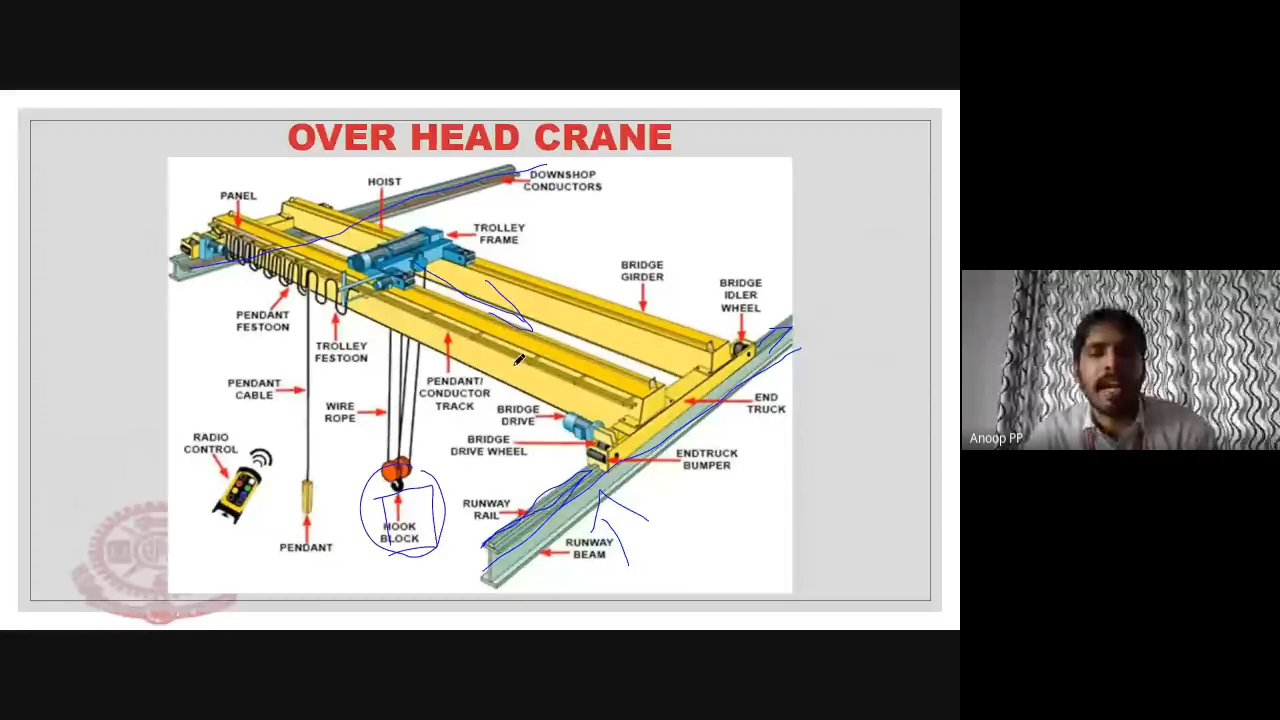 OVER HEAD CRANE
HOIST
DOWNSHOP
CONDUCTORS
PANEL
TROLLEY
FRAME
BRIDGE
GIRDER
BRIDGE
IDLER
WHEEL
PENDANT
FESTOON
TROLLEY
FESTOON
PENDANT
CABLE
WIRE
ROPE
PENDANT/
CONDUCTOR
TRACK
BRIDGE
DRIVE
END
TRUCK
RADIO
CONTROL
BRIDGE
DRIVE WHEEL
ENDTRUCK
BUMPER
RUNWAY
RAIL
HOOK
BLOCK
PENDANT
RUNWAY
BEAM
Anoop PP